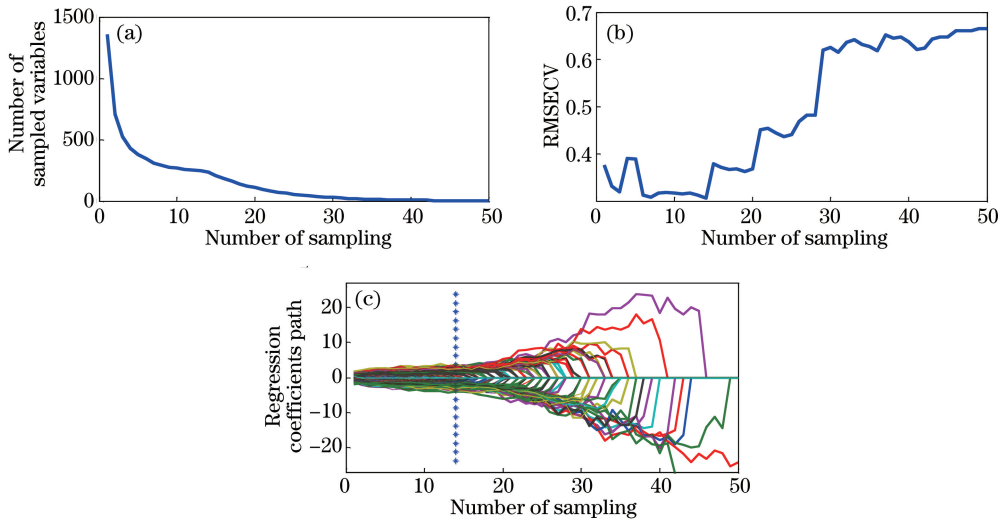 (a)
Number of
sampled variables
1500
1000
500
0
0 10 20 30 40 50
Number of sampling
(b)
RMSECV
0.7
0.6
0.5
0.4
0 10 20 30 40 50
Number of sampling
(c)
Regression
coefficients path
20
10
0
-10
-20
0 10 20 30 40 50
Number of sampling